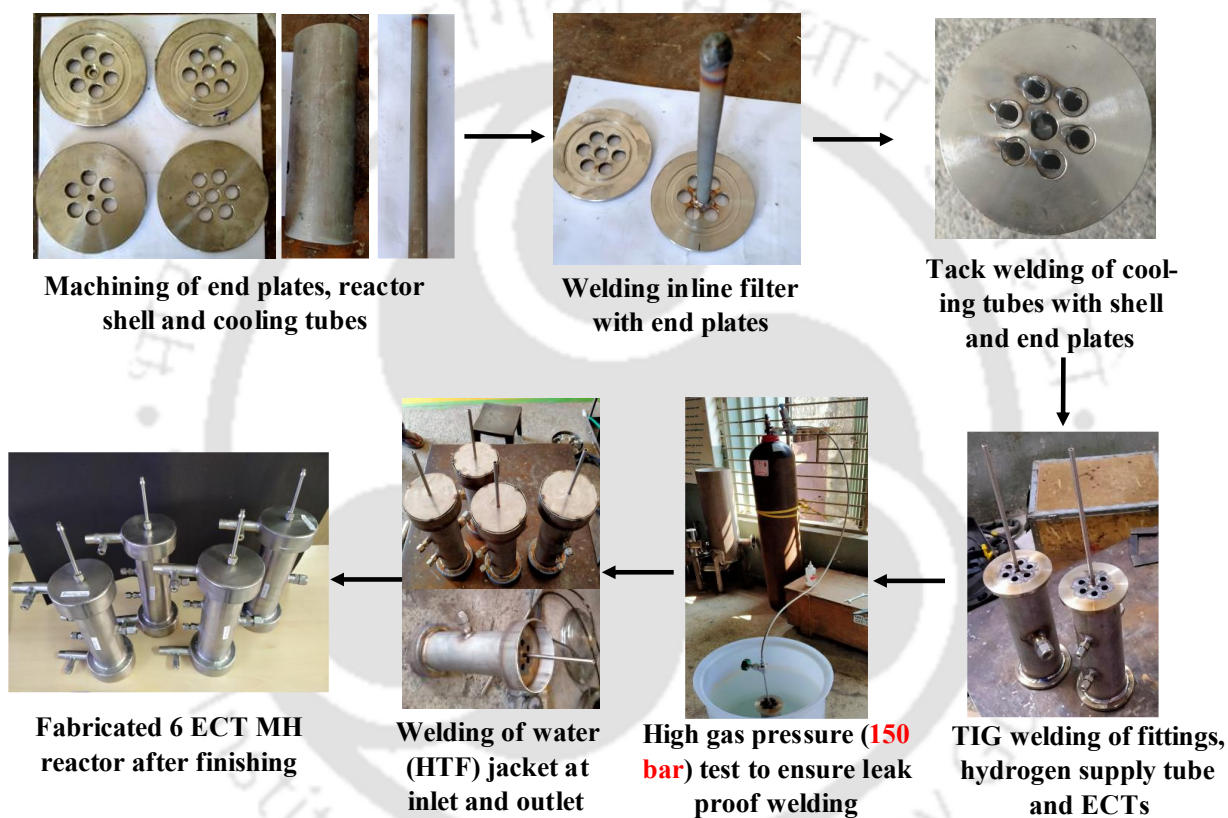 Machining of end plates, reactor
shell and cooling tubes
Welding inline filter
with end plates
Tack welding of cool-
ing tubes with shell
and end plates
TIG welding of fittings,
hydrogen supply tube
and ECTs
High gas pressure (150
bar) test to ensure leak
proof welding
Welding of water
(HTF) jacket at
inlet and outlet
Fabricated 6 ECT MH
reactor after finishing